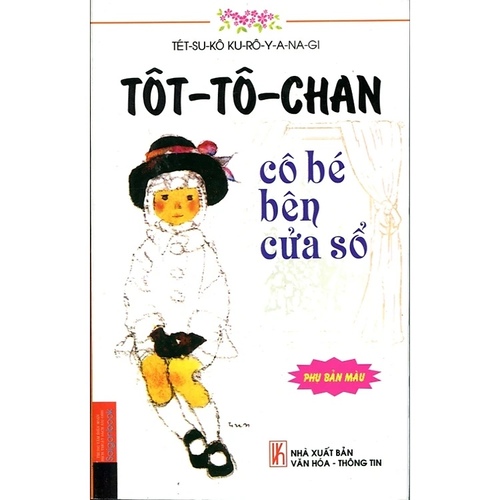 TÉT-SU-KÔ KU-RÔ-Y-A-NA-GI
TÔT-TÔ-CHAN
cô bé
bên
cửa sổ
PHỤ BẢN MÀU
NHÀ XUẤT BẢN
VĂN HÓA - THÔNG TIN